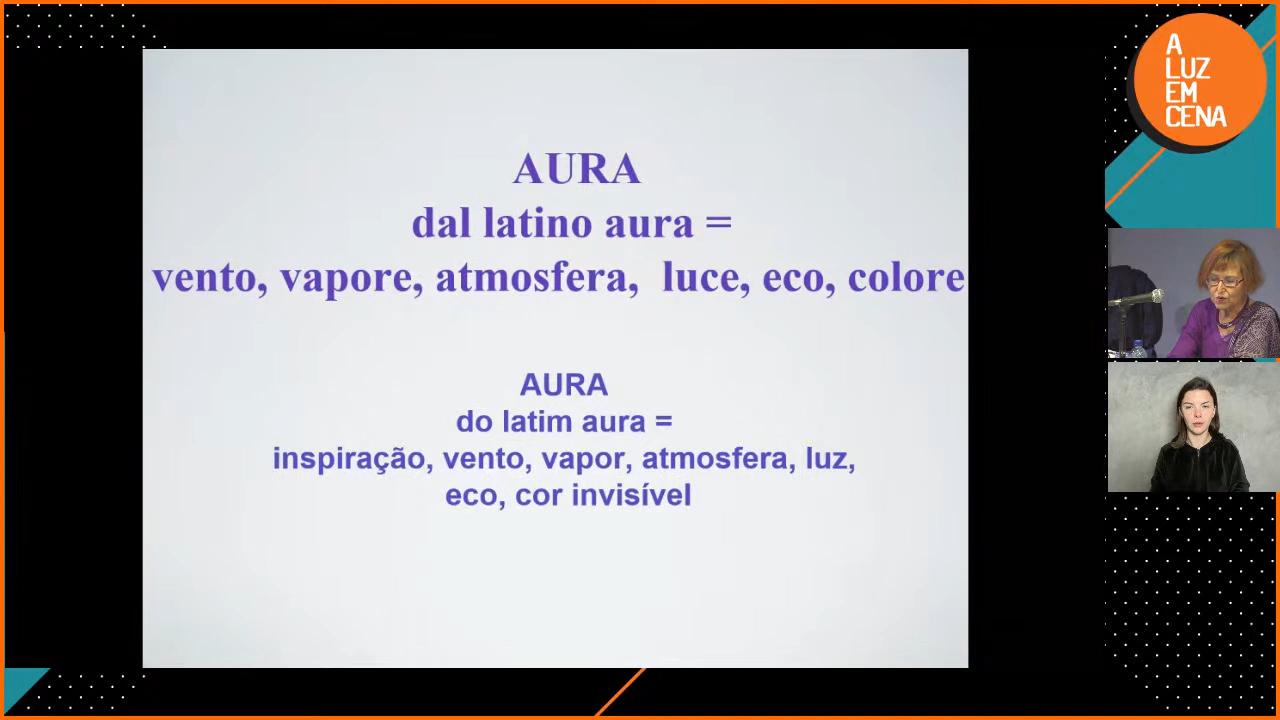 AURA
dal latino aura =
vento, vapore, atmosfera, luce, eco, colore
AURA
do latim aura =
inspiração, vento, vapor, atmosfera, luz,
eco, cor invisível
A
LUZ
EM
CENA